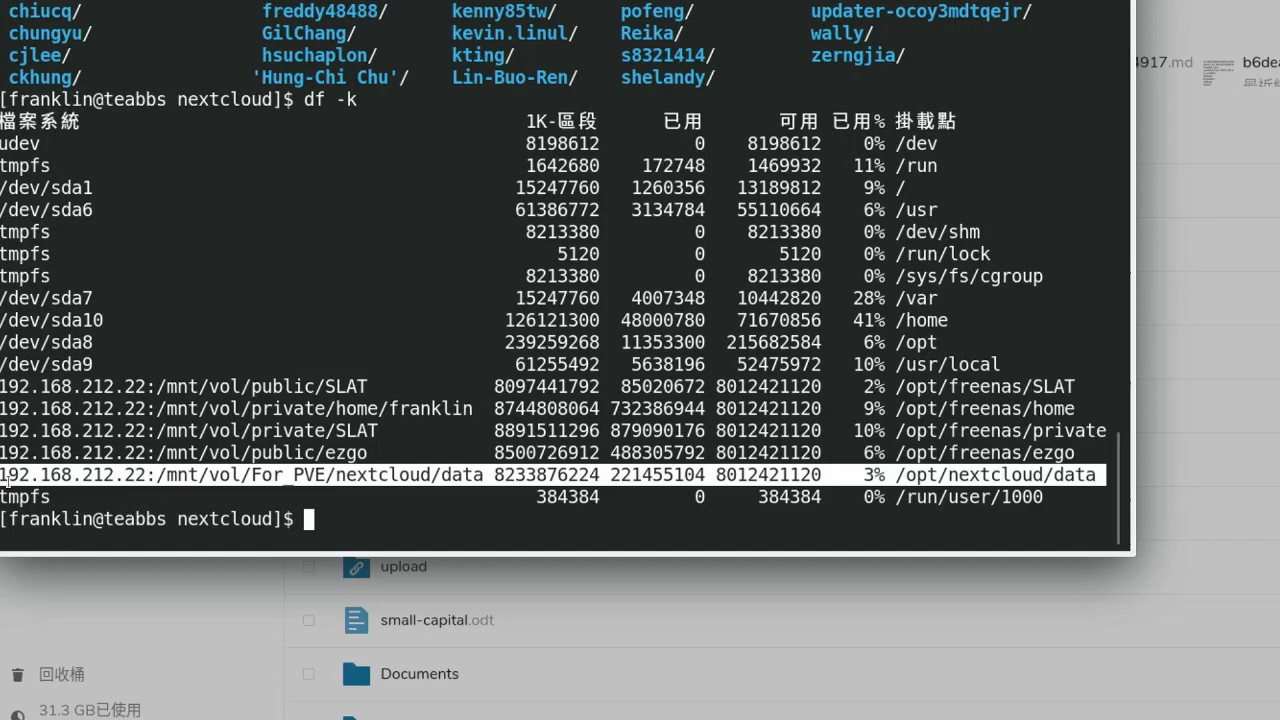 chiucq/ freddy48488/ kenny85tw/ pofeng/ updater-ocoy3mdtqejr/
chungyu/ GilChang/ kevin.linul/ Reika/ wally/
cjlee/ hsuchaplon/ kting/ s8321414/ zerngjia/
ckhung/ 'Hung-Chi Chu'/ Lin-Buo-Ren/ shelandy/
[franklin@teabbs nextcloud]$ df -k
檔案系統 1K-區段 已用 可用 已用% 掛載點
udev 8198612 0 8198612 0% /dev
tmpfs 1642680 172748 1469932 11% /run
/dev/sda1 15247760 1260356 13189812 9% /
/dev/sda6 61386772 3134784 55110664 6% /usr
tmpfs 8213380 0 8213380 0% /dev/shm
tmpfs 5120 0 5120 0% /run/lock
tmpfs 8213380 0 8213380 0% /sys/fs/cgroup
/dev/sda7 15247760 4007348 10442820 28% /var
/dev/sda10 126121300 48000780 71670856 41% /home
/dev/sda8 239259268 11353300 215682584 6% /opt
/dev/sda9 61255492 5638196 52475972 10% /usr/local
192.168.212.22:/mnt/vol/public/SLAT 8097441792 85020672 8012421120 2% /opt/freenas/SLAT
192.168.212.22:/mnt/vol/private/home/franklin 8744808064 732386944 8012421120 9% /opt/freenas/home
192.168.212.22:/mnt/vol/private/SLAT 8891511296 879090176 8012421120 10% /opt/freenas/private
192.168.212.22:/mnt/vol/public/ezgo 8500726912 488305792 8012421120 6% /opt/freenas/ezgo
192.168.212.22:/mnt/vol/For_PVE/nextcloud/data 8233876224 221455104 8012421120 3% /opt/nextcloud/data
tmpfs 384384 0 384384 0% /run/user/1000
[franklin@teabbs nextcloud]$
4917.md
b6dea
upload
small-capital.odt
Documents
回收桶
31.3 GB已使用